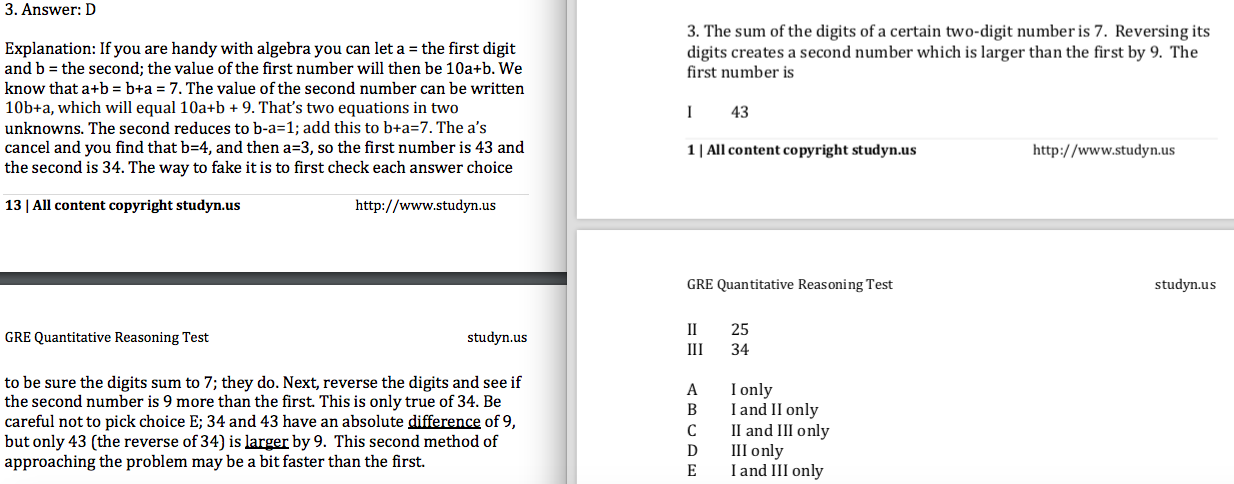 3. Answer: D
Explanation: If you are handy with algebra you can let a = the first digit
and b = the second; the value of the first number will then be 10a+b. We
know that a+b = b+a = 7. The value of the second number can be written
10b+a, which will equal 10a+b + 9. That's two equations in two
unknowns. The second reduces to b-a=1; add this to b+a=7. The a's
cancel and you find that b=4, and then a=3, so the first number is 43 and
the second is 34. The way to fake it is to first check each answer choice
13 | All content copyright studyn.us http://www.studyn.us
GRE Quantitative Reasoning Test studyn.us
to be sure the digits sum to 7; they do. Next, reverse the digits and see if
the second number is 9 more than the first. This is only true of 34. Be
careful not to pick choice E; 34 and 43 have an absolute difference of 9,
but only 43 (the reverse of 34) is larger by 9. This second method of
approaching the problem may be a bit faster than the first.
3. The sum of the digits of a certain two-digit number is 7. Reversing its
digits creates a second number which is larger than the first by 9. The
first number is
I 43
1 | All content copyright studyn.us http://www.studyn.us
GRE Quantitative Reasoning Test studyn.us
II 25
III 34
A I only
B I and II only
C II and III only
D III only
E I and III only